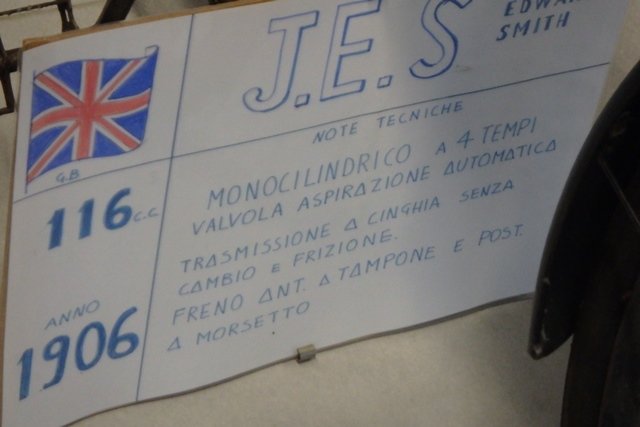 J.E.S
SMITH
NOTE TECNICHE
G.B
116 C.C.
MONOCILINDRICO A 4 TEMPI
VALVOLA ASPIRAZIONE AUTOMATICA
TRASMISSIONE A CINGHIA SENZA
CAMBIO E FRIZIONE.
FRENO ANT. A TAMPONE E POST.
A MORSETTO
ANNO
1906